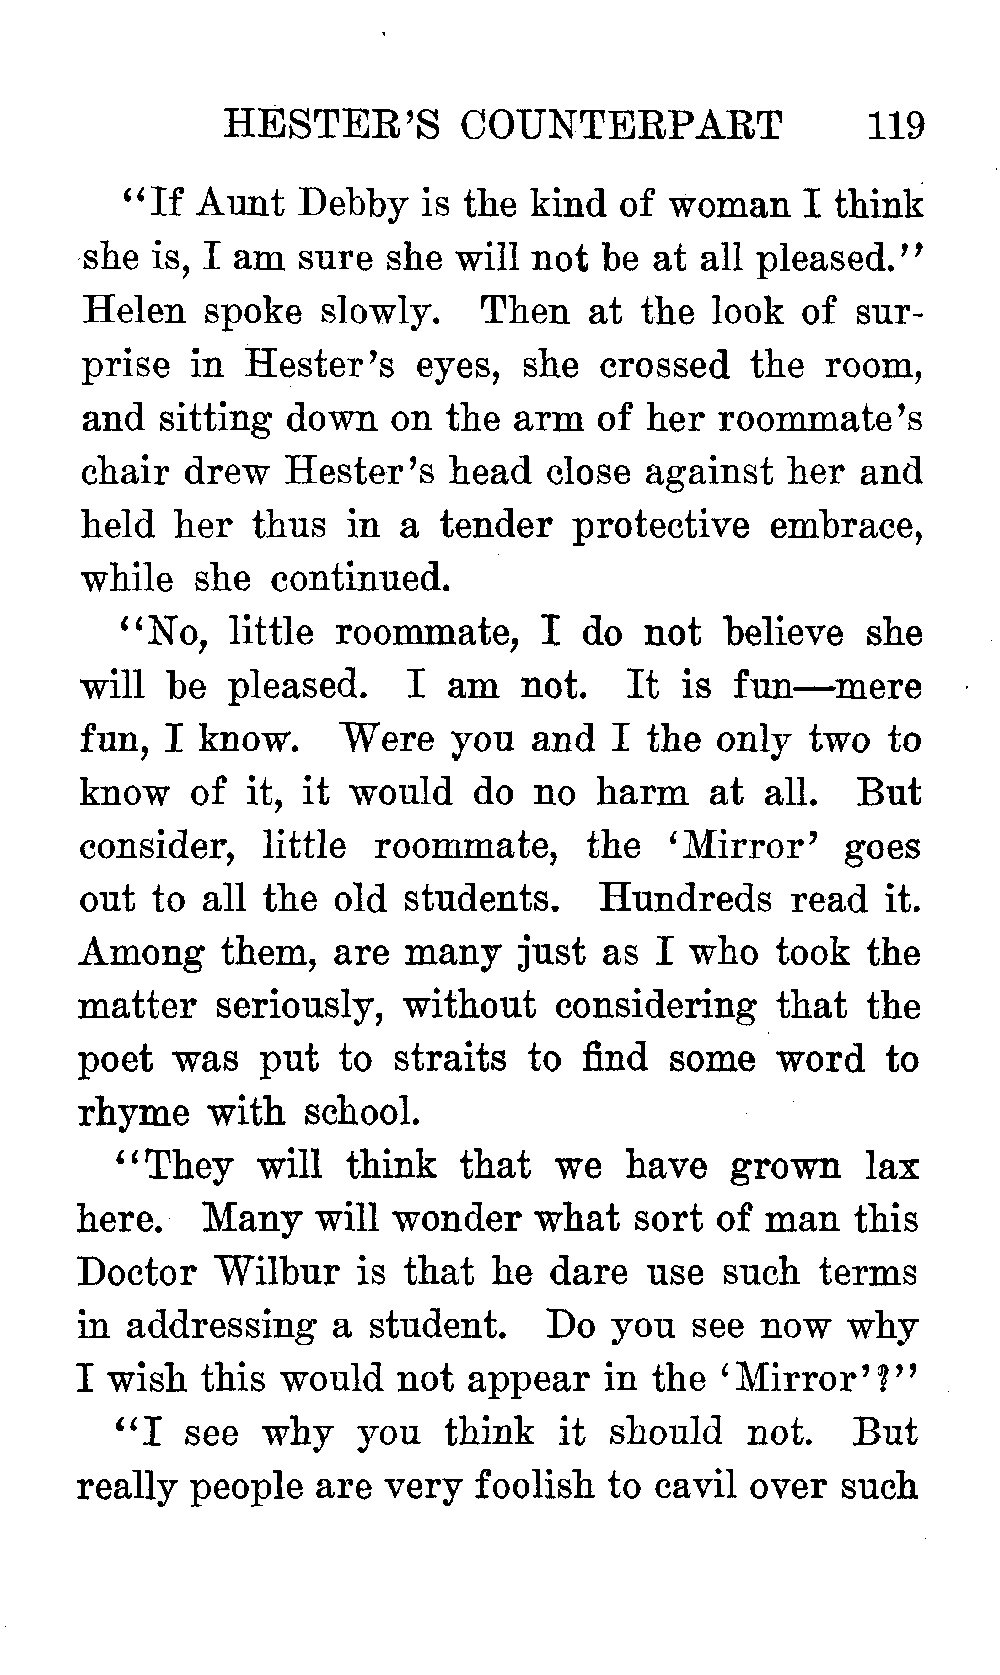 HESTER'S COUNTERPART 119
"If Aunt Debby is the kind of woman I think
she is, I am sure she will not be at all pleased."
Helen spoke slowly. Then at the look of sur-
prise in Hester's eyes, she crossed the room,
and sitting down on the arm of her roommate's
chair drew Hester's head close against her and
held her thus in a tender protective embrace,
while she continued.
"No, little roommate, I do not believe she
will be pleased. I am not. It is fun—mere
fun, I know. Were you and I the only two to
know of it, it would do no harm at all. But
consider, little roommate, the 'Mirror' goes
out to all the old students. Hundreds read it.
Among them, are many just as I who took the
matter seriously, without considering that the
poet was put to straits to find some word to
rhyme with school.
"They will think that we have grown lax
here. Many will wonder what sort of man this
Doctor Wilbur is that he dare use such terms
in addressing a student. Do you see now why
I wish this would not appear in the 'Mirror'?"
"I see why you think it should not. But
really people are very foolish to cavil over such